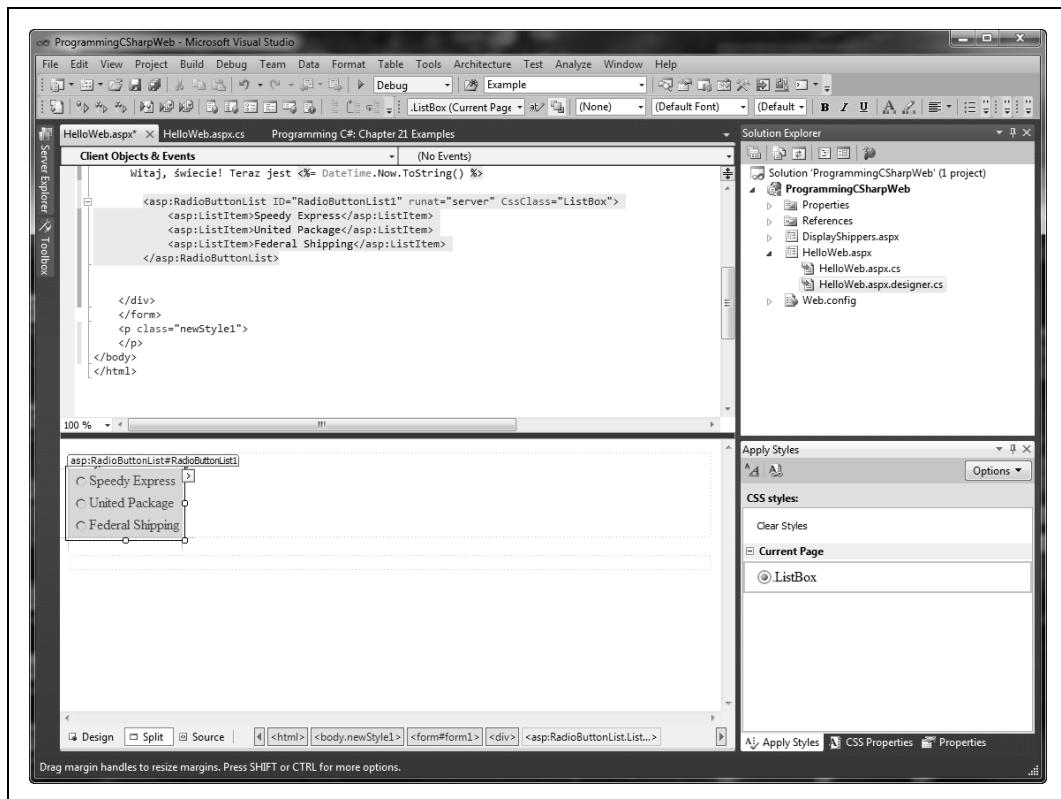 ProgrammingCSharpWeb - Microsoft Visual Studio
File Edit View Project Build Debug Team Data Format Table Tools Architecture Test Analyze Window Help
Debug Example
.ListBox (Current Page (None) (Default Font) (Default B I U A
HelloWeb.aspx* HelloWeb.aspx.cs Programming C#: Chapter 21 Examples
Client Objects & Events (No Events)
Witaj, świecie! Teraz jest <%= DateTime.Now.ToString() %>
<asp:RadioButtonList ID="RadioButtonList1" runat="server" CssClass="ListBox">
<asp:ListItem>Speedy Express</asp:ListItem>
<asp:ListItem>United Package</asp:ListItem>
<asp:ListItem>Federal Shipping</asp:ListItem>
</asp:RadioButtonList>
</div>
</form>
<p class="newStyle1">
</p>
</body>
</html>
100 %
Server Explorer
Toolbox
asp:RadioButtonList#RadioButtonList1
Speedy Express
United Package
Federal Shipping
Design Split Source <html> <body.newStyle1> <form#form1> <div> <asp:RadioButtonList.List...>
Solution Explorer
Solution 'ProgrammingCSharpWeb' (1 project)
ProgrammingCSharpWeb
Properties
References
DisplayShippers.aspx
HelloWeb.aspx
HelloWeb.aspx.cs
HelloWeb.aspx.designer.cs
Web.config
Apply Styles
Options
CSS styles:
Clear Styles
Current Page
.ListBox
Apply Styles CSS Properties Properties
Drag margin handles to resize margins. Press SHIFT or CTRL for more options.